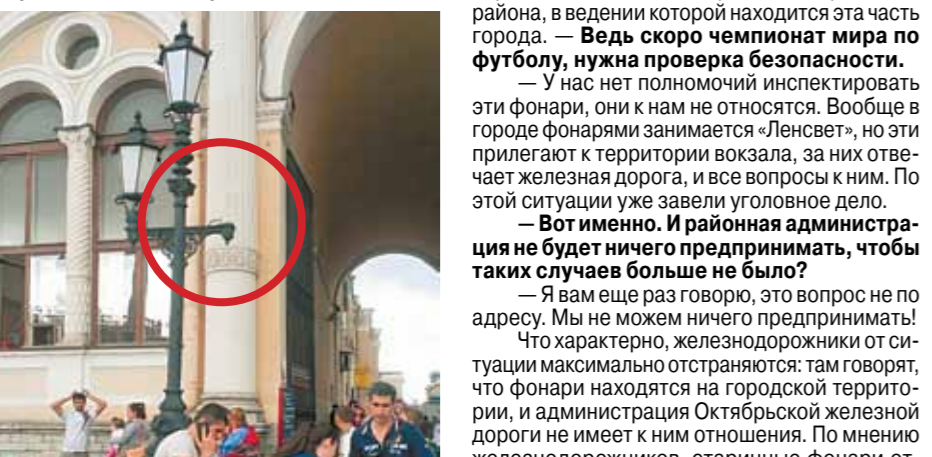 района, в ведении которой находится эта часть
города. — Ведь скоро чемпионат мира по
футболу, нужна проверка безопасности.
— У нас нет полномочий инспектировать
эти фонари, они к нам не относятся. Вообще в
городе фонарями занимается «Ленсвет», но эти
прилегают к территории вокзала, за них отве-
чает железная дорога, и все вопросы к ним. По
этой ситуации уже завели уголовное дело.
— Вот именно. И районная администра-
ция не будет ничего предпринимать, чтобы
таких случаев больше не было?
— Я вам еще раз говорю, это вопрос не по
адресу. Мы не можем ничего предпринимать!
Что характерно, железнодорожники от си-
туации максимально отстраняются: там говорят,
что фонари находятся на городской террито-
рии, и администрация Октябрьской железной
дороги не имеет к ним отношения. По мнению
железнодорожников, старинные фонари от-